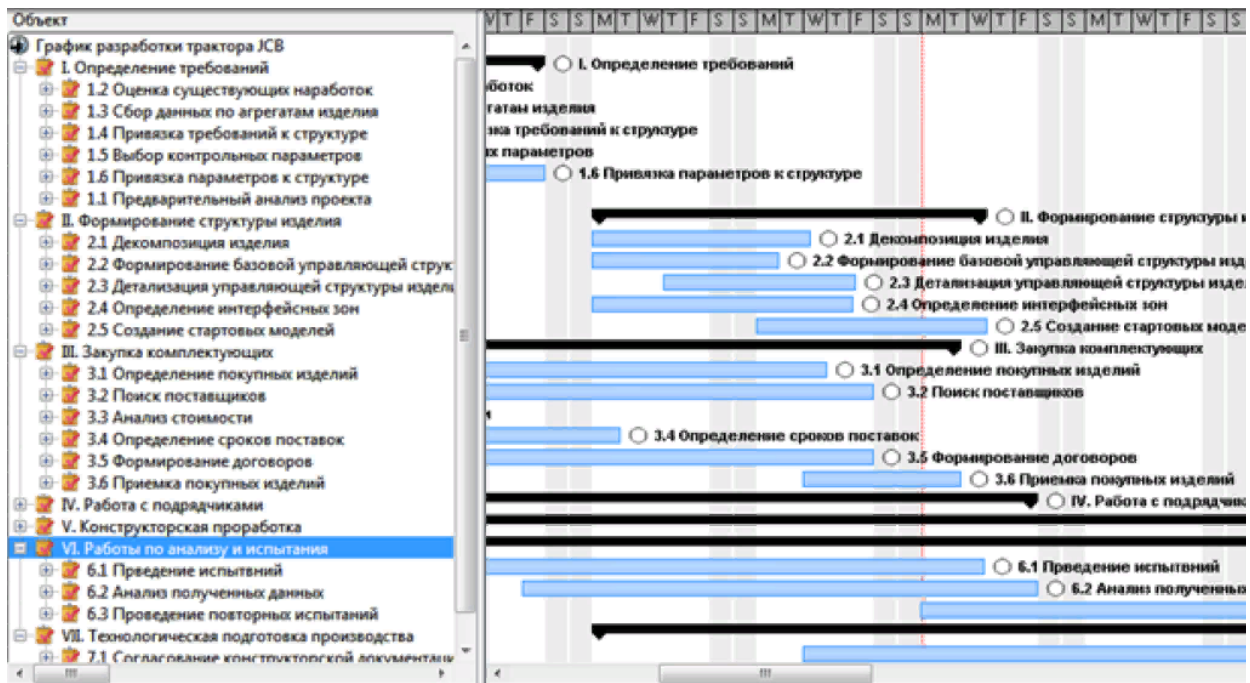 Объект
W T F S S M T W T F S S M T W T F S S M T W T F S S M T W T F S S
График разработки трактора JCB
I. Определение требований
I. Определение требований
1.2 Оценка существующих наработок
аботок
1.3 Сбор данных по агрегатам изделия
гатам изделия
1.4 Привязка требований к структуре
зка требований к структуре
1.5 Выбор контрольных параметров
ых параметров
1.6 Привязка параметров к структуре
1.6 Привязка параметров к структуре
1.1 Предварительный анализ проекта
II. Формирование структуры изделия
II. Формирование структуры и
2.1 Декомпозиция изделия
2.1 Декомпозиция изделия
2.2 Формирование базовой управляющей струк
2.2 Формирование базовой управляющей структуры изд
2.3 Детализация управляющей структуры издели
2.3 Детализация управляющей структуры издел
2.4 Определение интерфейсных зон
2.4 Определение интерфейсных зон
2.5 Создание стартовых моделей
2.5 Создание стартовых моде
III. Закупка комплектующих
III. Закупка комплектующих
3.1 Определение покупных изделий
3.1 Определение покупных изделий
3.2 Поиск поставщиков
3.2 Поиск поставщиков
3.3 Анализ стоимости
и
3.4 Определение сроков поставок
3.4 Определение сроков поставок
3.5 Формирование договоров
3.5 Формирование договоров
3.6 Приемка покупных изделий
3.6 Приемка покупных изделий
IV. Работа с подрядчиками
IV. Работа с подрядчик
V. Конструкторская проработка
VI. Работы по анализу и испытания
6.1 Прведение испытвний
6.1 Прведение испытвний
6.2 Анализ полученных данных
6.2 Анализ полученных
6.3 Проведение повторных испытаний
VII. Технологическая подготовка производства
7.1 Согласование конструкторской документаци